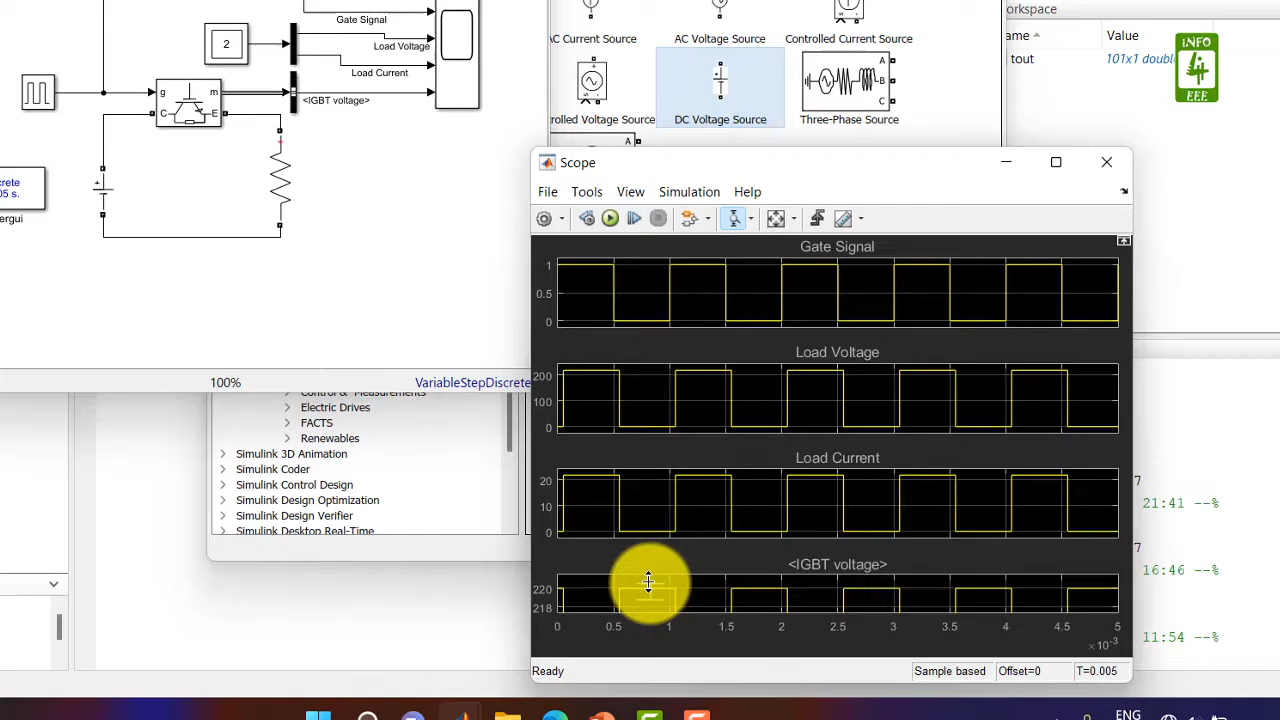 Gate Signal
Load Voltage
Load Current
<IGBT voltage>
2
g
m
C
E
+
crete
05 s.
ergui
100%
VariableStepDiscrete
AC Current Source
AC Voltage Source
Controlled Current Source
rolled Voltage Source
DC Voltage Source
Three-Phase Source
A
B
C
A
orkspace
ame
Value
tout
101x1 double
INFO
4
EEE
Electric Drives
FACTS
Renewables
Simulink 3D Animation
Simulink Coder
Simulink Control Design
Simulink Design Optimization
Simulink Design Verifier
Simulink Desktop Real-Time
Scope
File Tools View Simulation Help
Gate Signal
1
0.5
0
Load Voltage
200
100
0
Load Current
20
10
0
<IGBT voltage>
220
218
0 0.5 1 1.5 2 2.5 3 3.5 4 4.5 5
×10-3
Ready
Sample based
Offset=0
T=0.005
7
21:41 --%
7
16:46 --%
11:54 --%
ENG